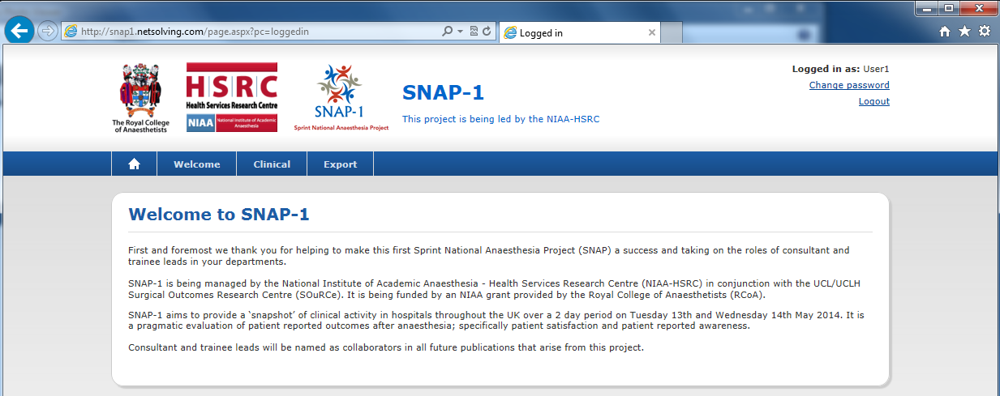 http://snap1.netsolving.com/page.aspx?pc=loggedin
Logged in
The Royal College
of Anaesthetists
H|S|R|C
Health Services Research Centre
NIAA
National Institute of Academic
Anaesthesia
SNAP-1
Sprint National Anaesthesia Project
SNAP-1
This project is being led by the NIAA-HSRC
Logged in as: User1
Change password
Logout
Welcome
Clinical
Export
Welcome to SNAP-1
First and foremost we thank you for helping to make this first Sprint National Anaesthesia Project (SNAP) a success and taking on the roles of consultant and
trainee leads in your departments.
SNAP-1 is being managed by the National Institute of Academic Anaesthesia - Health Services Research Centre (NIAA-HSRC) in conjunction with the UCL/UCLH
Surgical Outcomes Research Centre (SOuRCe). It is being funded by an NIAA grant provided by the Royal College of Anaesthetists (RCoA).
SNAP-1 aims to provide a ‘snapshot’ of clinical activity in hospitals throughout the UK over a 2 day period on Tuesday 13th and Wednesday 14th May 2014. It is
a pragmatic evaluation of patient reported outcomes after anaesthesia; specifically patient satisfaction and patient reported awareness.
Consultant and trainee leads will be named as collaborators in all future publications that arise from this project.